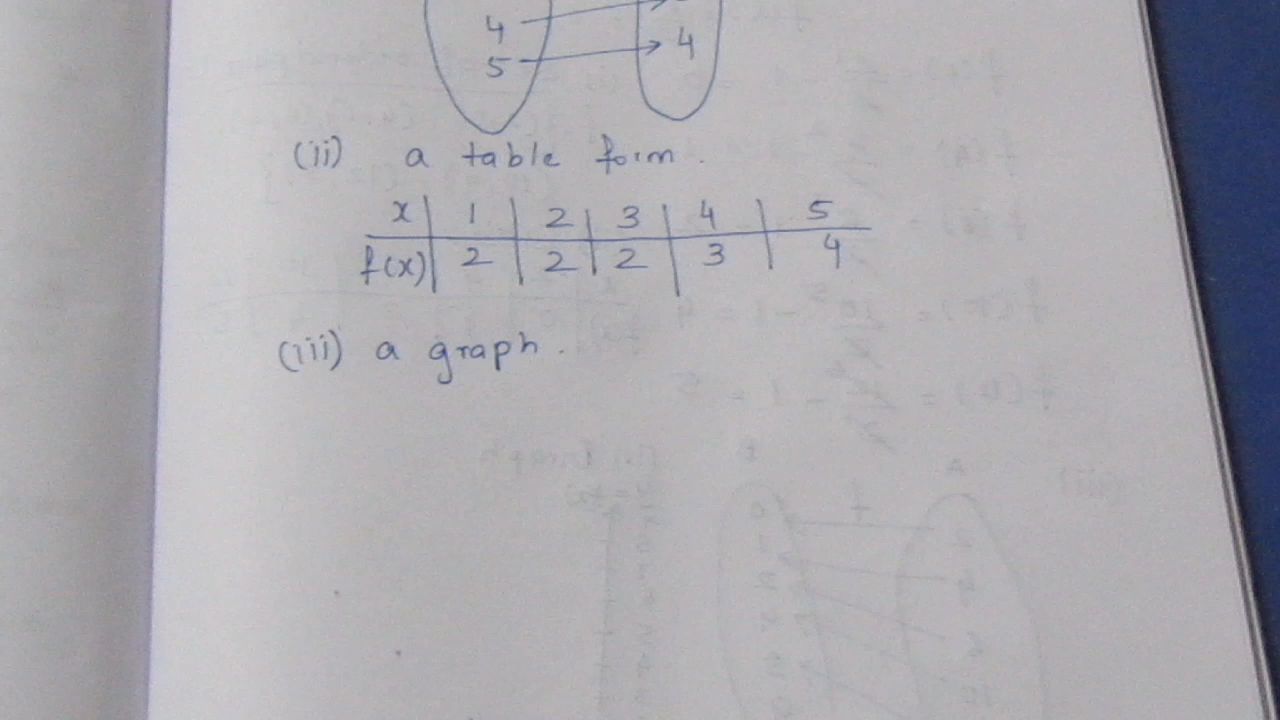 4
5 4
(ii) a table form.
x 1 2 3 4 5
f(x) 2 2 2 3 4
(iii) a graph.